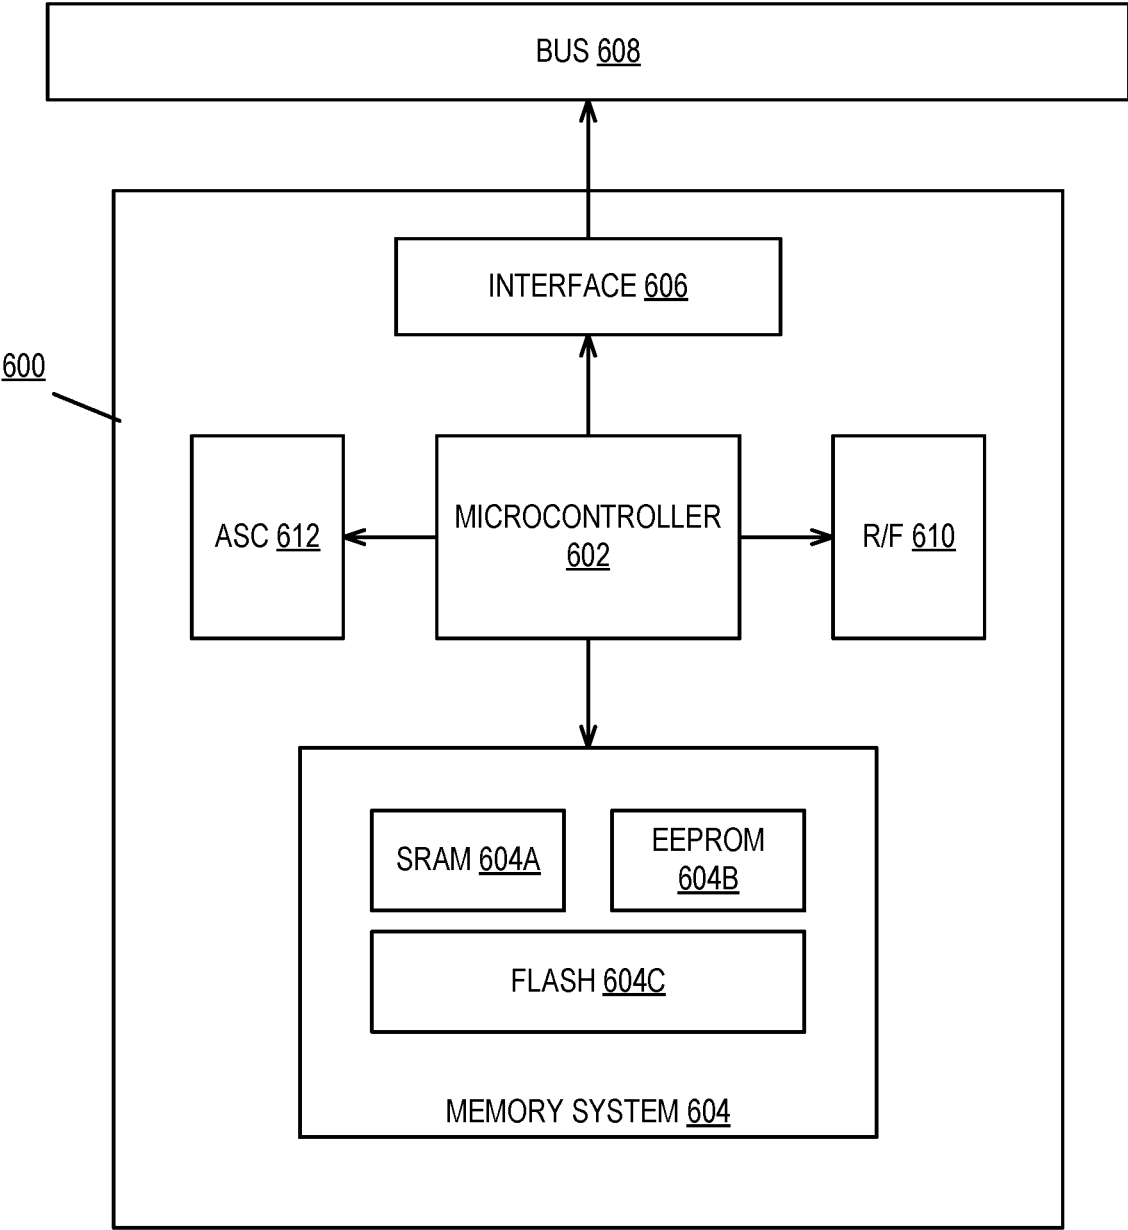 BUS 608
INTERFACE 606
600
ASC 612
MICROCONTROLLER
602
R/F 610
SRAM 604A
EEPROM
604B
FLASH 604C
MEMORY SYSTEM 604